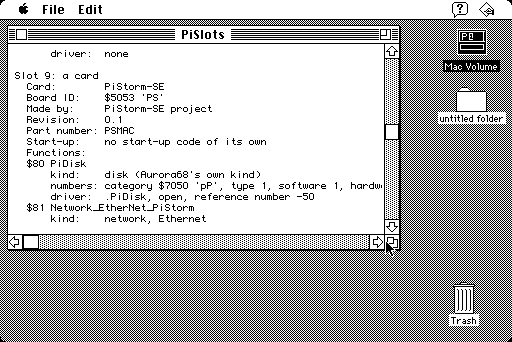 File Edit
PiSlots
driver: none
Slot 9: a card
Card: PiStorm-SE
Board ID: $5053 'PS'
Made by: PiStorm-SE project
Revision: 0.1
Part number: PSMAC
Start-up: no start-up code of its own
Functions:
$80 PiDisk
kind: disk (Aurora68's own kind)
numbers: category $7050 'pP', type 1, software 1, hardw
driver: .PiDisk, open, reference number -50
$81 Network_EtherNet_PiStorm
kind: network, Ethernet
Mac Volume
untitled folder
Trash